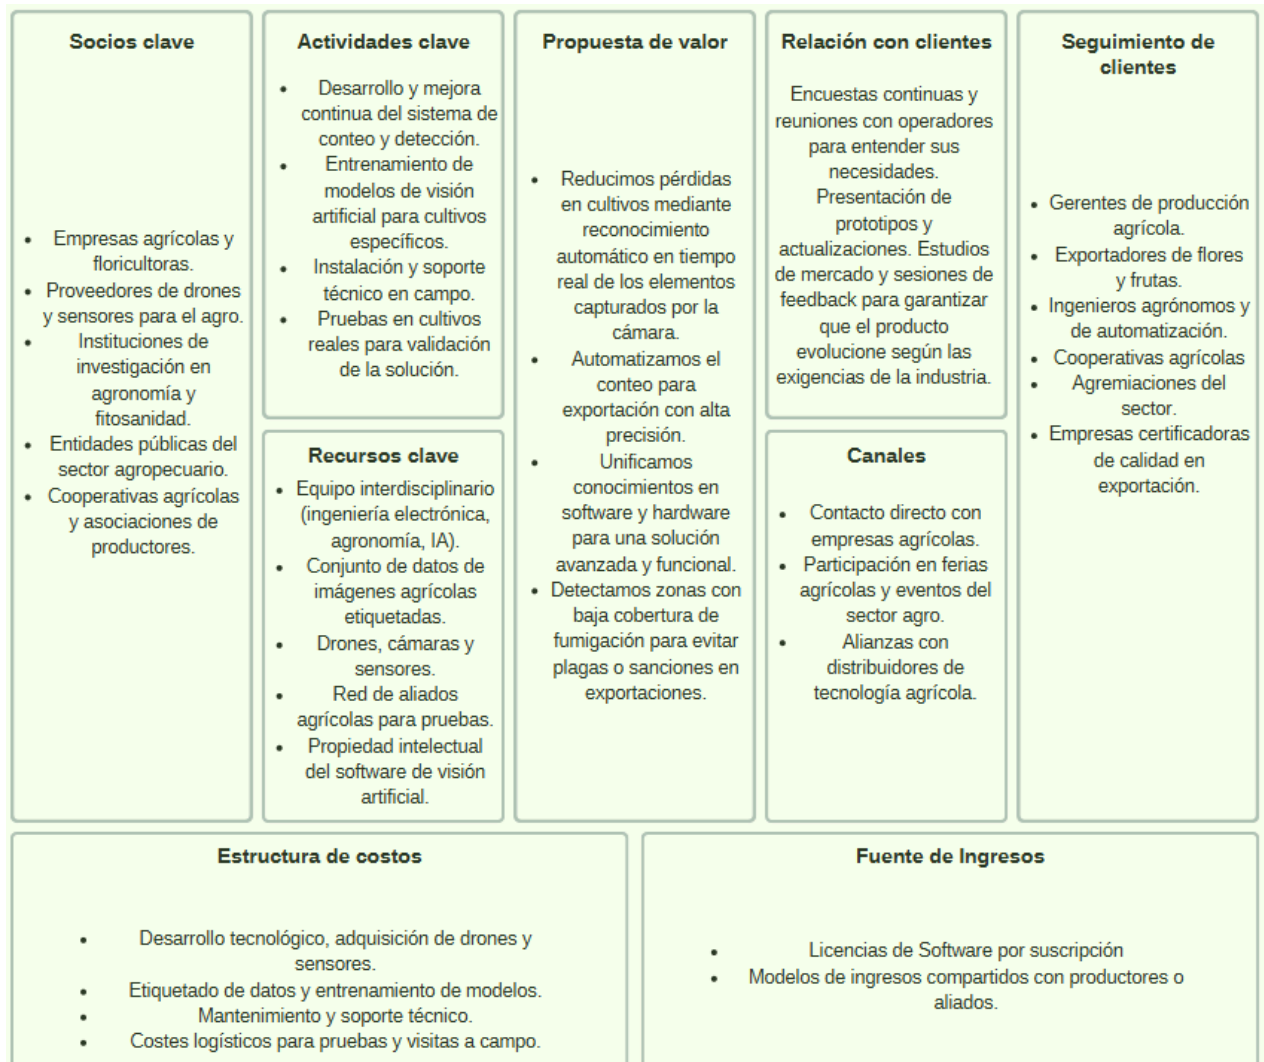 Socios clave
• Empresas agrícolas y
floricultoras.
• Proveedores de drones
y sensores para el agro.
• Instituciones de
investigación en
agronomía y
fitosanidad.
• Entidades públicas del
sector agropecuario.
• Cooperativas agrícolas
y asociaciones de
productores.
Actividades clave
• Desarrollo y mejora
continua del sistema de
conteo y detección.
• Entrenamiento de
modelos de visión
artificial para cultivos
específicos.
• Instalación y soporte
técnico en campo.
• Pruebas en cultivos
reales para validación
de la solución.
Recursos clave
• Equipo interdisciplinario
(ingeniería electrónica,
agronomía, IA).
• Conjunto de datos de
imágenes agrícolas
etiquetadas.
• Drones, cámaras y
sensores.
• Red de aliados
agrícolas para pruebas.
• Propiedad intelectual
del software de visión
artificial.
Propuesta de valor
• Reducimos pérdidas
en cultivos mediante
reconocimiento
automático en tiempo
real de los elementos
capturados por la
cámara.
• Automatizamos el
conteo para
exportación con alta
precisión.
• Unificamos
conocimientos en
software y hardware
para una solución
avanzada y funcional.
• Detectamos zonas con
baja cobertura de
fumigación para evitar
plagas o sanciones en
exportaciones.
Relación con clientes
Encuestas continuas y
reuniones con operadores
para entender sus
necesidades.
Presentación de
prototipos y
actualizaciones. Estudios
de mercado y sesiones de
feedback para garantizar
que el producto
evolucione según las
exigencias de la industria.
Canales
• Contacto directo con
empresas agrícolas.
• Participación en ferias
agrícolas y eventos del
sector agro.
• Alianzas con
distribuidores de
tecnología agrícola.
Seguimiento de
clientes
• Gerentes de producción
agrícola.
• Exportadores de flores
y frutas.
• Ingenieros agrónomos y
de automatización.
• Cooperativas agrícolas
• Agremiaciones del
sector.
• Empresas certificadoras
de calidad en
exportación.
Estructura de costos
• Desarrollo tecnológico, adquisición de drones y
sensores.
• Etiquetado de datos y entrenamiento de modelos.
• Mantenimiento y soporte técnico.
• Costes logísticos para pruebas y visitas a campo.
Fuente de Ingresos
• Licencias de Software por suscripción
• Modelos de ingresos compartidos con productores o
aliados.